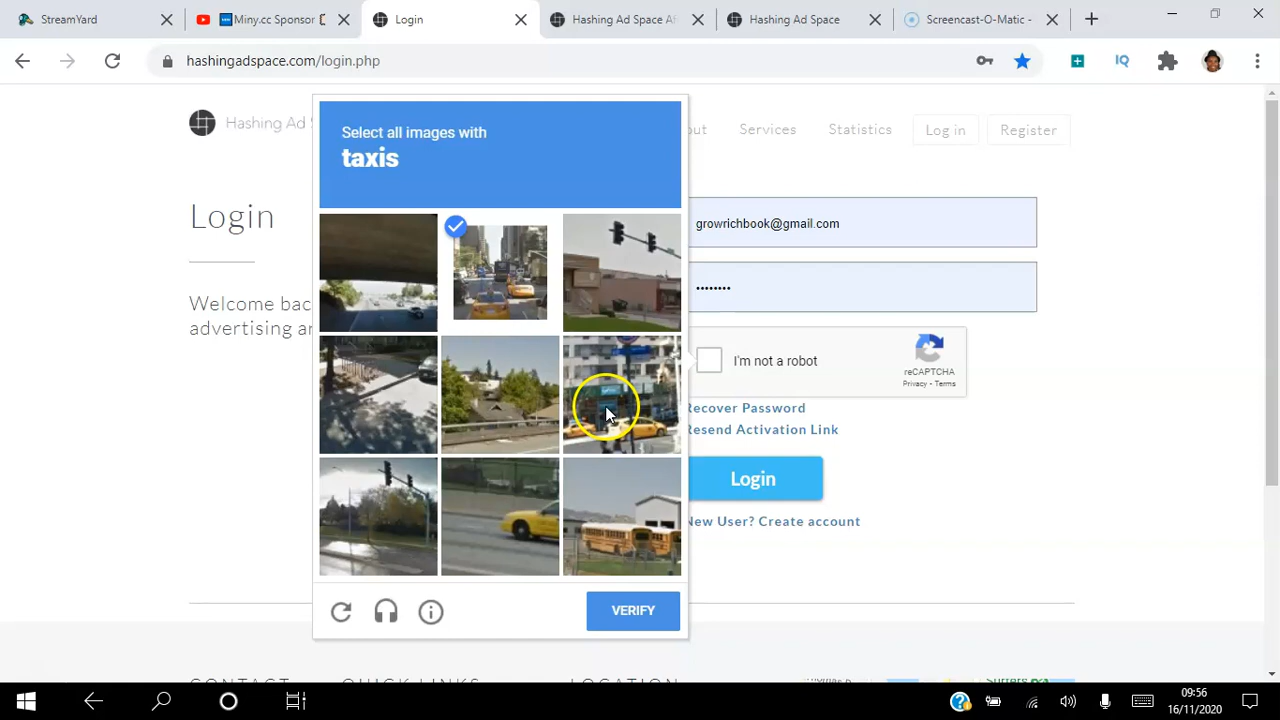 StreamYard
Miny.cc Sponsor
Login
Hashing Ad Space
Hashing Ad Space
Screencast-O-Matic -
hashingadspace.com/login.php
IQ
Hashing Ad
Services
Statistics
Log in
Register
Select all images with
taxis
Login
Welcome
advertising
growrichbook@gmail.com
••••••••
I'm not a robot
reCAPTCHA
Privacy - Terms
Recover Password
Resend Activation Link
Login
New User? Create account
VERIFY
09:56
16/11/2020